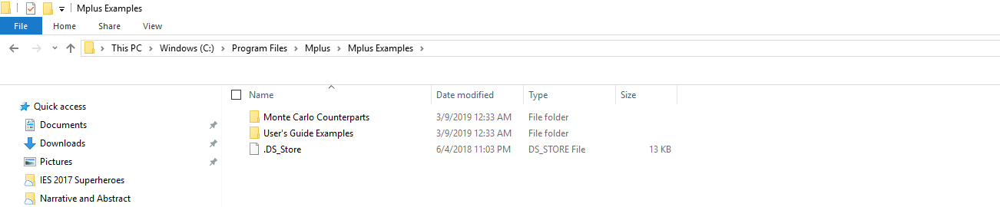 Mplus Examples
File Home Share View
This PC Windows (C:) Program Files Mplus Mplus Examples
Name Date modified Type Size
Quick access
Documents
Downloads
Pictures
IES 2017 Superheroes
Narrative and Abstract
Monte Carlo Counterparts 3/9/2019 12:33 AM File folder
User's Guide Examples 3/9/2019 12:33 AM File folder
.DS_Store 6/4/2018 11:03 PM DS_STORE File 13 KB